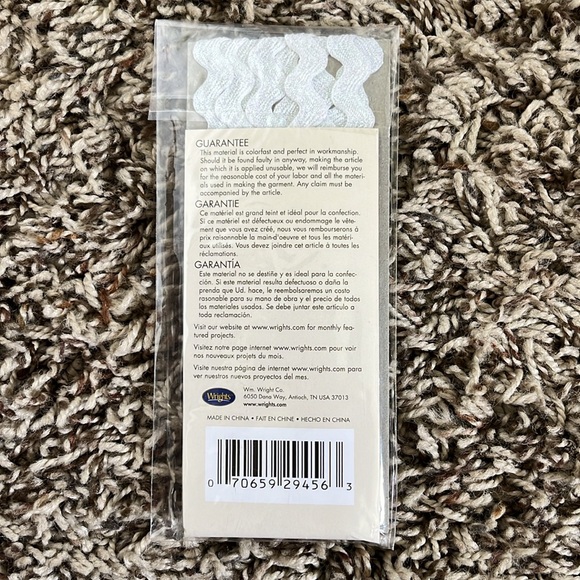 GUARANTEE
This material is colorfast and perfect in workmanship.
Should it be found faulty in anyway, making the article
on which it is applied unusable, we will reimburse you
for the reasonable cost of your labor and all the materi-
als used in making the garment. Any claim must be
accompanied by the article.
GARANTIE
Ce matériel est grand teint et idéal pour la confection.
Si ce matériel est défectueux ou endommage le vête-
ment que vous avez créé, nous vous rembourserons à
prix raisonnable la main-d'oeuvre et tous les matéri-
aux utilisés. Vous devez joindre cet article à toutes les
réclamations.
GARANTÍA
Este material no se destiñe y es ideal para la confec-
ción. Si este material resulta defectuoso o daña la
prenda que Ud. hace, le reembolsaremos un costo
rasonable para su mano de obra y el precio de todos
los materiales usados. Se debe juntar este artículo a
toda reclamación.
Visit our website at www.wrights.com for monthly fea-
tured projects.
Visitez notre page internet www.wrights.com pour voir
nos nouveaux projets du mois.
Visite nuestra página de internet www.wrights.com para
ver nuestros nuevos proyectos del mes.
Wrights
Wm. Wright Co.
6050 Dana Way, Antioch, TN USA 37013
www.wrights.com
MADE IN CHINA • FAIT EN CHINE • HECHO EN CHINA
0 70659 29456 3